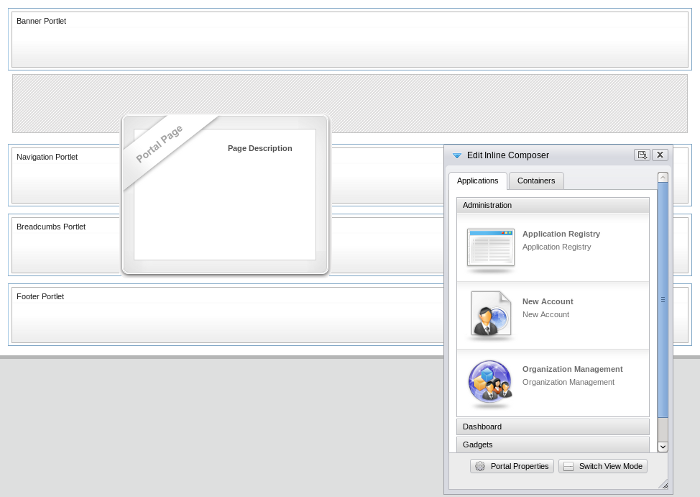 Banner Portlet
Portal Page
Page Description
Navigation Portlet
Breadcumbs Portlet
Footer Portlet
Edit Inline Composer
Applications
Containers
Administration
Application Registry
Application Registry
New Account
New Account
Organization Management
Organization Management
Dashboard
Gadgets
Portal Properties
Switch View Mode